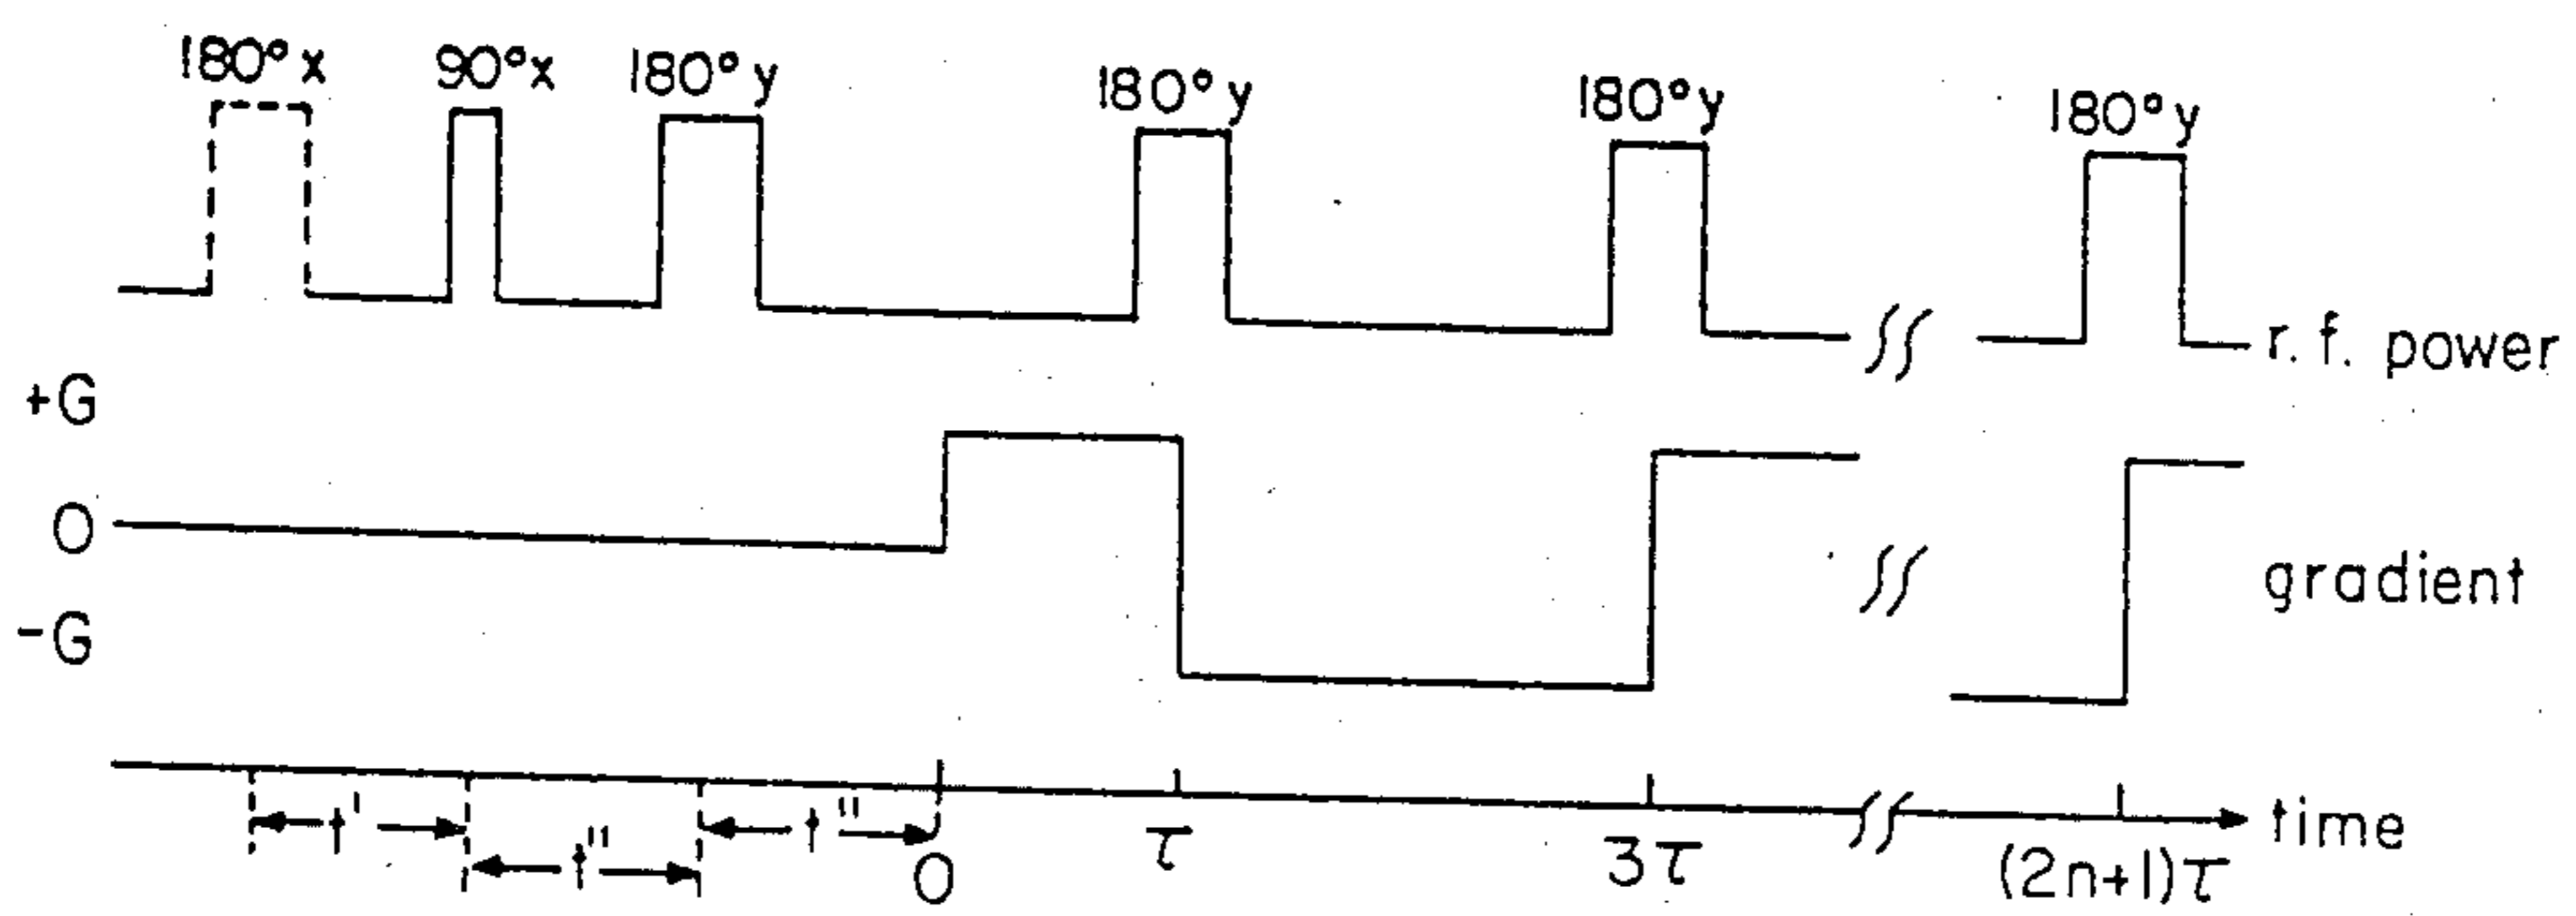 180°x 90°x 180°y 180°y 180°y 180°y
r.f. power
+G
0
gradient
-G
t' t" t" 0 τ 3τ (2n+1)τ time